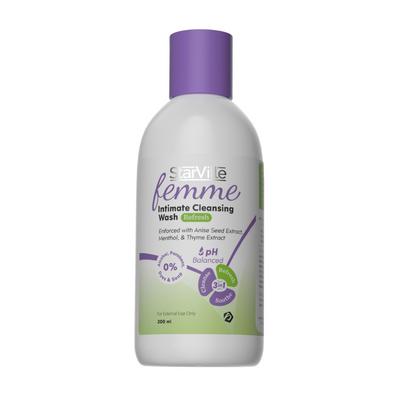 StarVille
femme
Intimate Cleansing
Wash Refresh
Enforced with Anise Seed Extract
Menthol, & Thyme Extract
pH
Balanced
0%
Cleanse
Refresh
3 in 1
Soothe
for External Use Only
200 ml